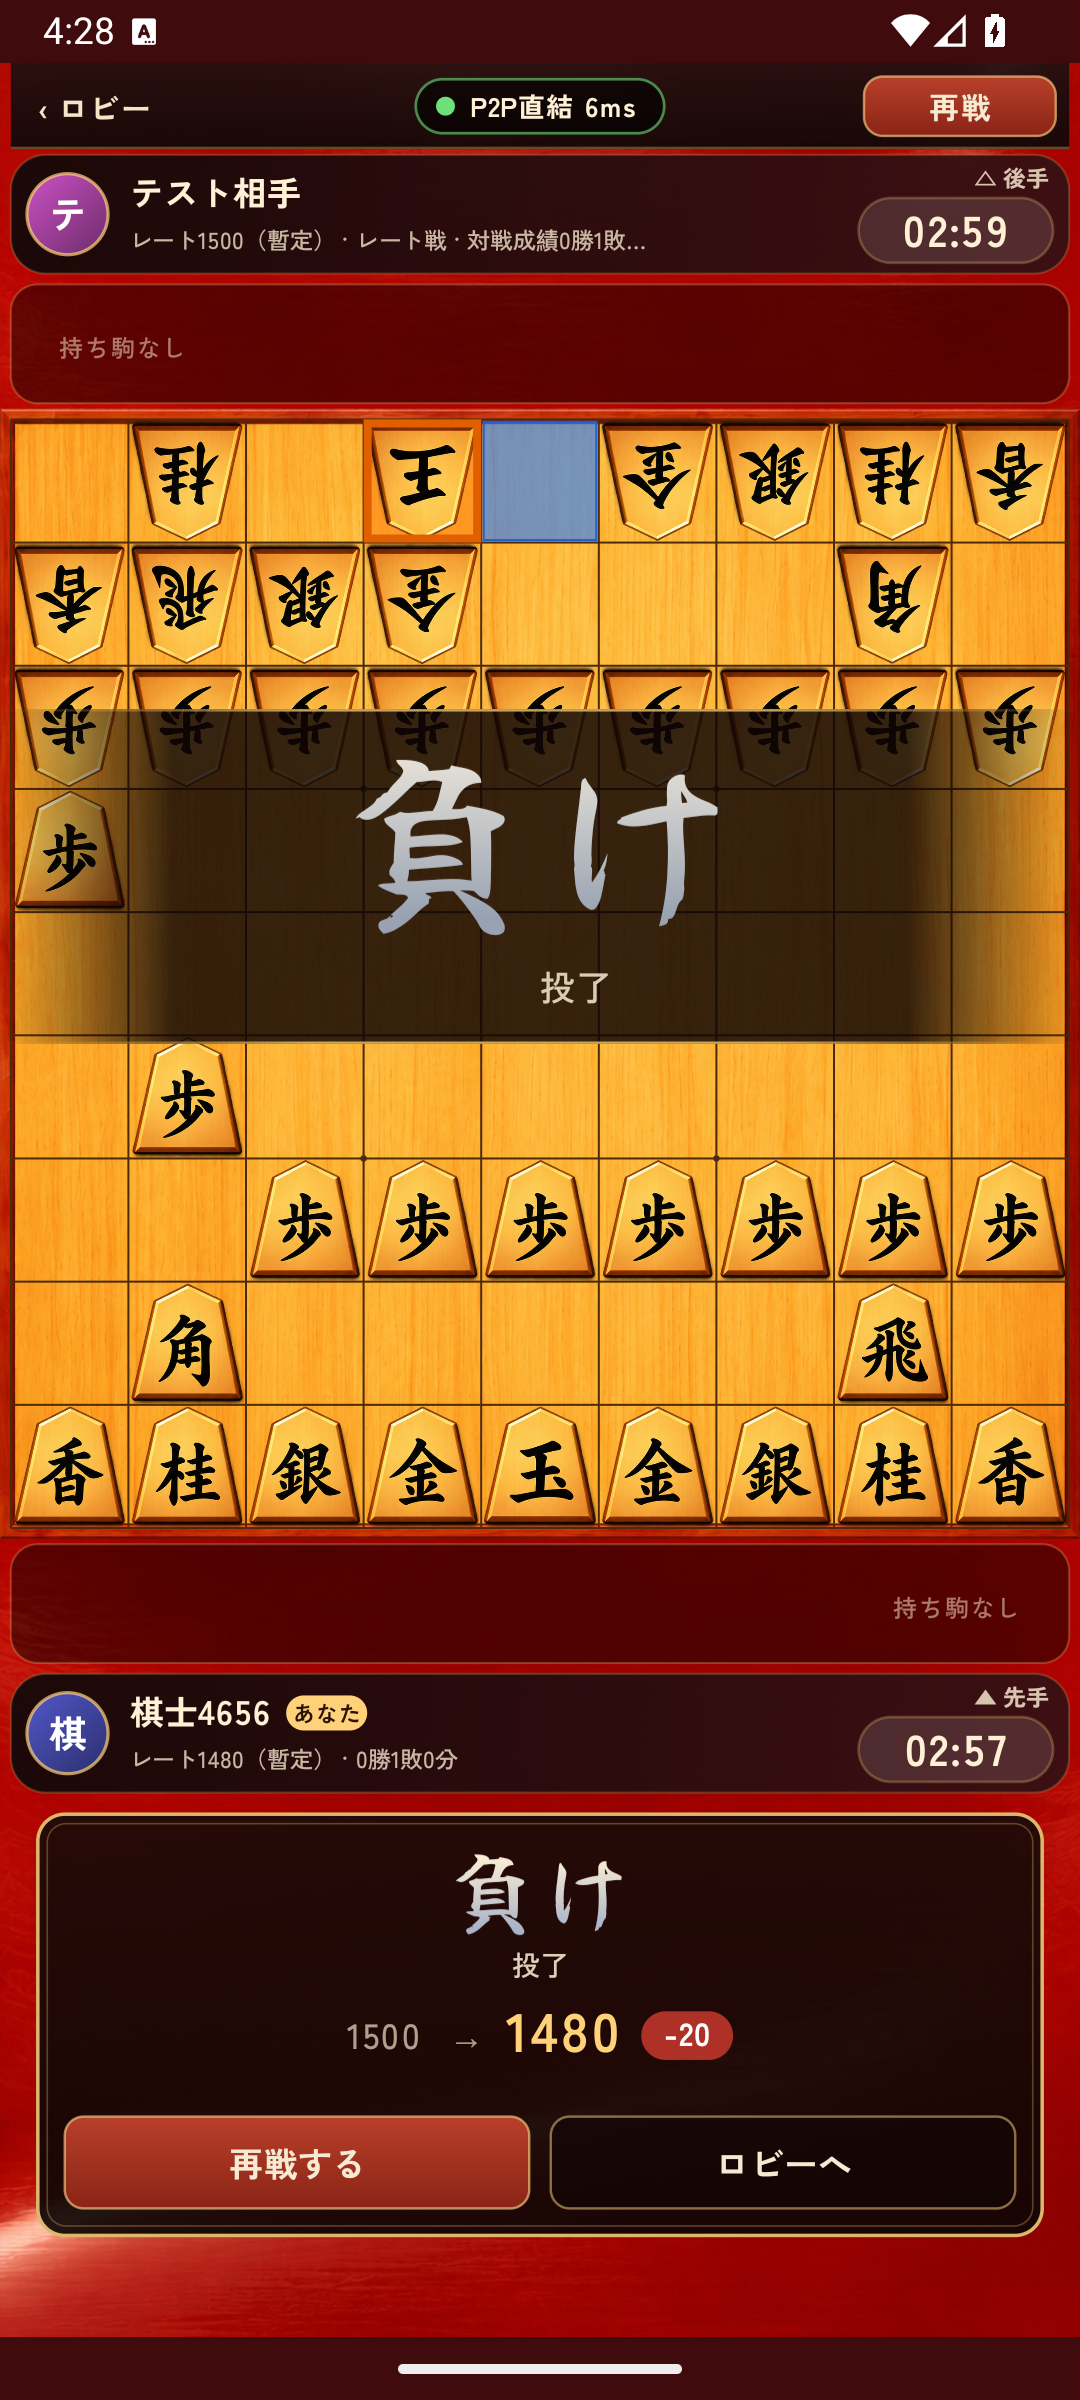 4:28
‹ ロビー
P2P直結 6ms
再戦
テ
テスト相手
レート1500（暫定）· レート戦 · 対戦成績0勝1敗…
△ 後手
02:59
持ち駒なし
桂 王 金 銀 桂 香
香 飛 銀 金 角
歩 歩 歩 歩 歩 歩 歩 歩 歩
歩
負け
投了
歩
歩 歩 歩 歩 歩 歩 歩
角 飛
香 桂 銀 金 玉 金 銀 桂 香
持ち駒なし
棋
棋士4656 あなた
レート1480（暫定）· 0勝1敗0分
▲ 先手
02:57
負け
投了
1500 → 1480 -20
再戦する
ロビーへ